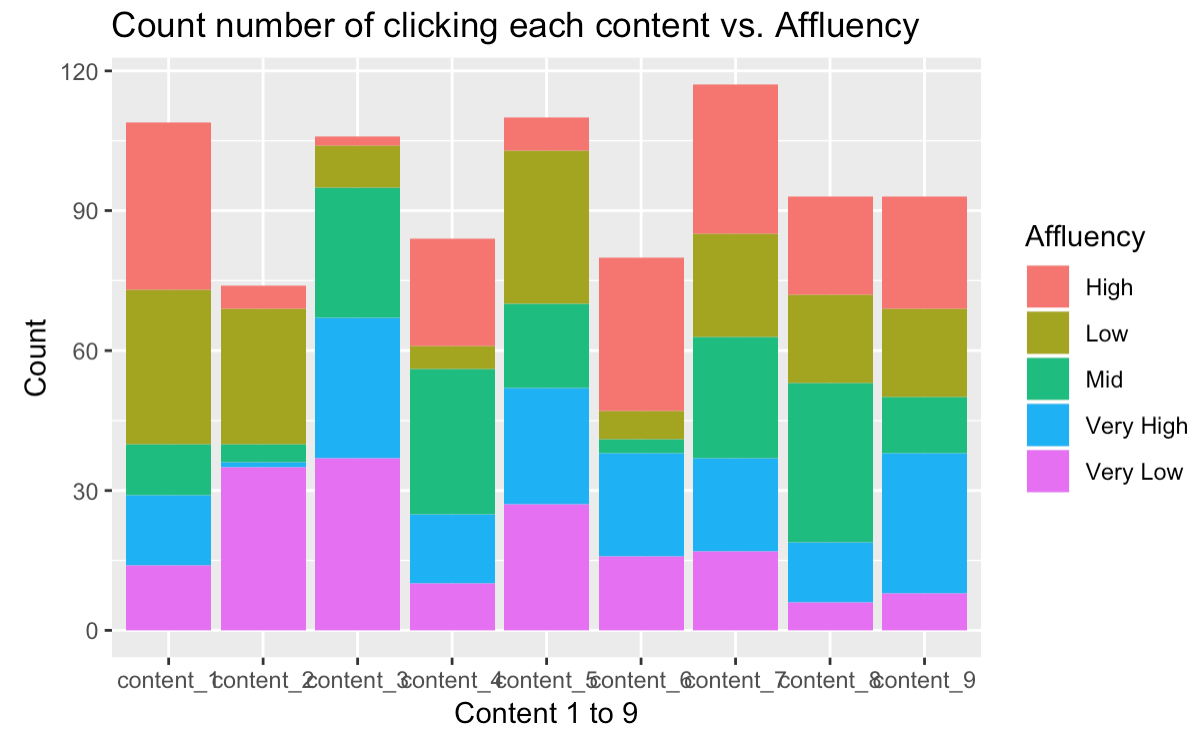 Count number of clicking each content vs. Affluency
120
90
60
30
0
Count
content_1 content_2 content_3 content_4 content_5 content_6 content_7 content_8 content_9
Content 1 to 9
Affluency
High
Low
Mid
Very High
Very Low